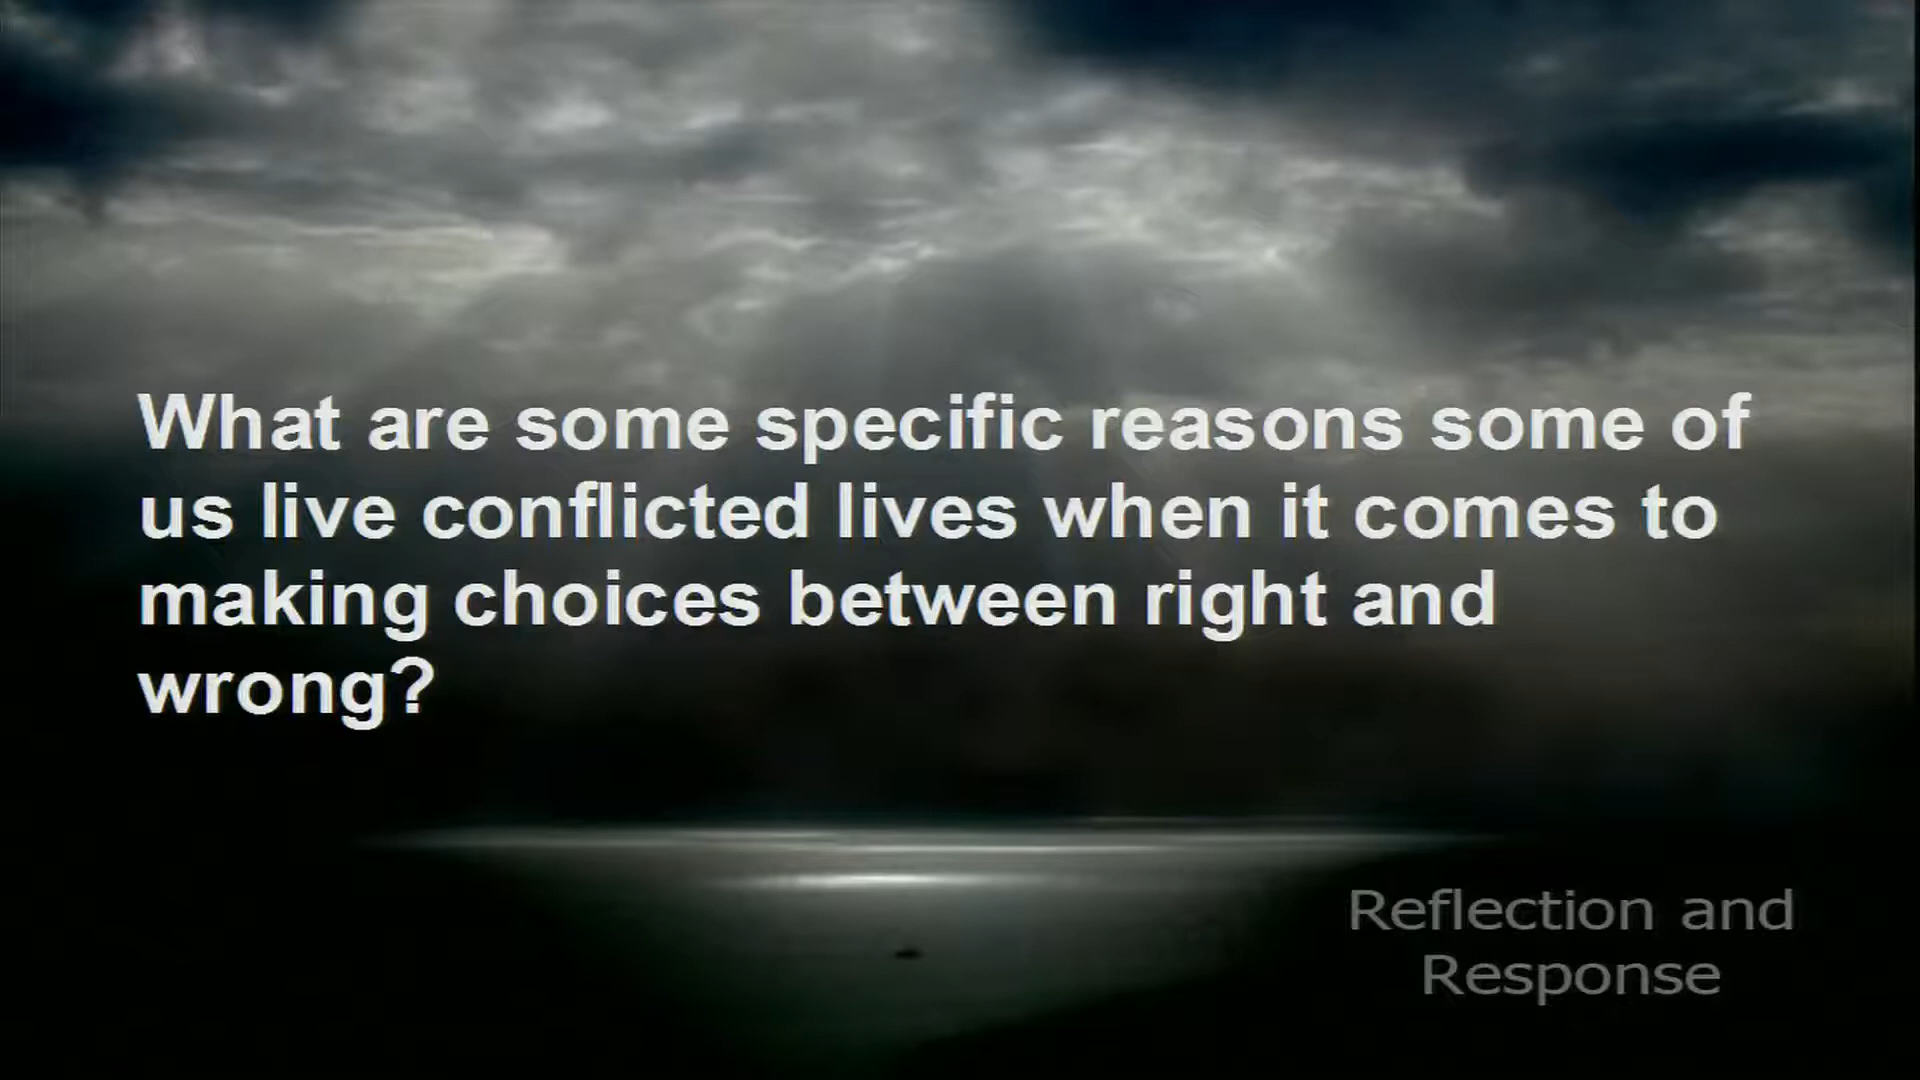 What are some specific reasons some of
us live conflicted lives when it comes to
making choices between right and
wrong?
Reflection and
Response